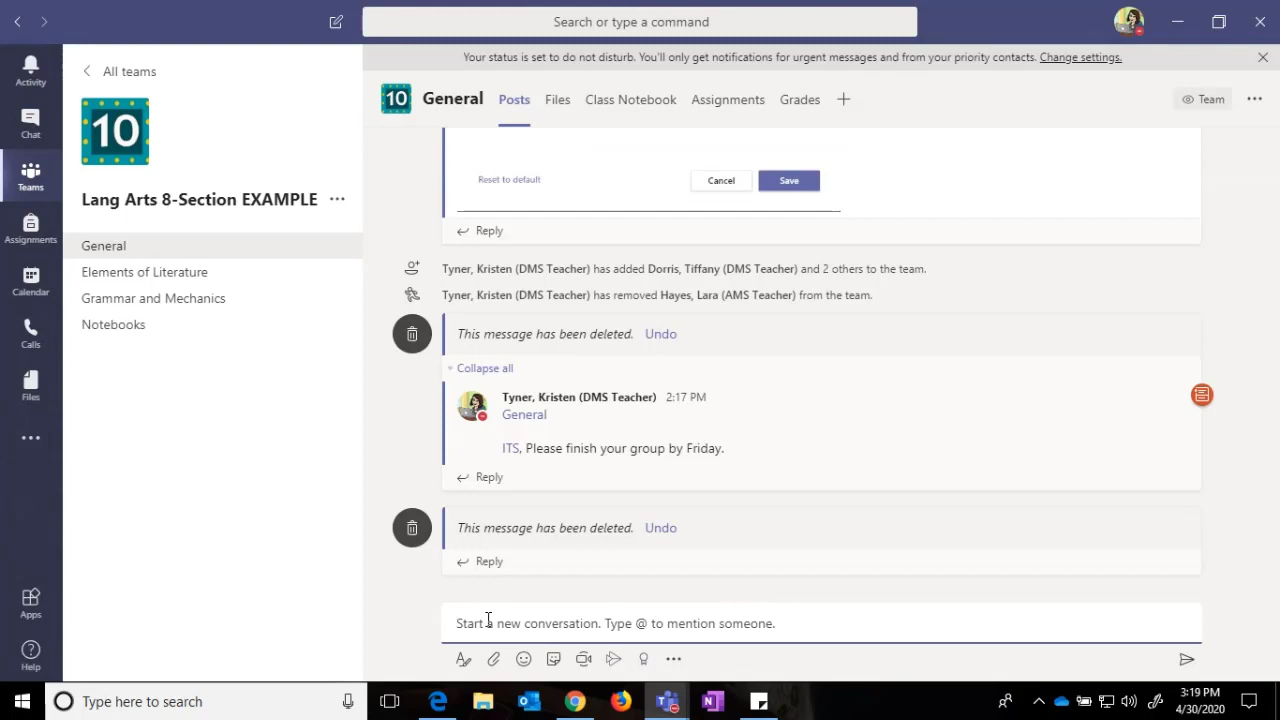 Search or type a command
Your status is set to do not disturb. You'll only get notifications for urgent messages and from your priority contacts. Change settings.
Activity
Chat
Teams
Assignments
Calendar
Calls
Files
Apps
Help
All teams
10
Lang Arts 8-Section EXAMPLE
General
Elements of Literature
Grammar and Mechanics
Notebooks
10 General Posts Files Class Notebook Assignments Grades
Team
Reset to default Cancel Save
Reply
Tyner, Kristen (DMS Teacher) has added Dorris, Tiffany (DMS Teacher) and 2 others to the team.
Tyner, Kristen (DMS Teacher) has removed Hayes, Lara (AMS Teacher) from the team.
This message has been deleted. Undo
Collapse all
Tyner, Kristen (DMS Teacher) 2:17 PM
General
ITS, Please finish your group by Friday.
Reply
This message has been deleted. Undo
Reply
Start a new conversation. Type @ to mention someone.
Type here to search
3:19 PM
4/30/2020